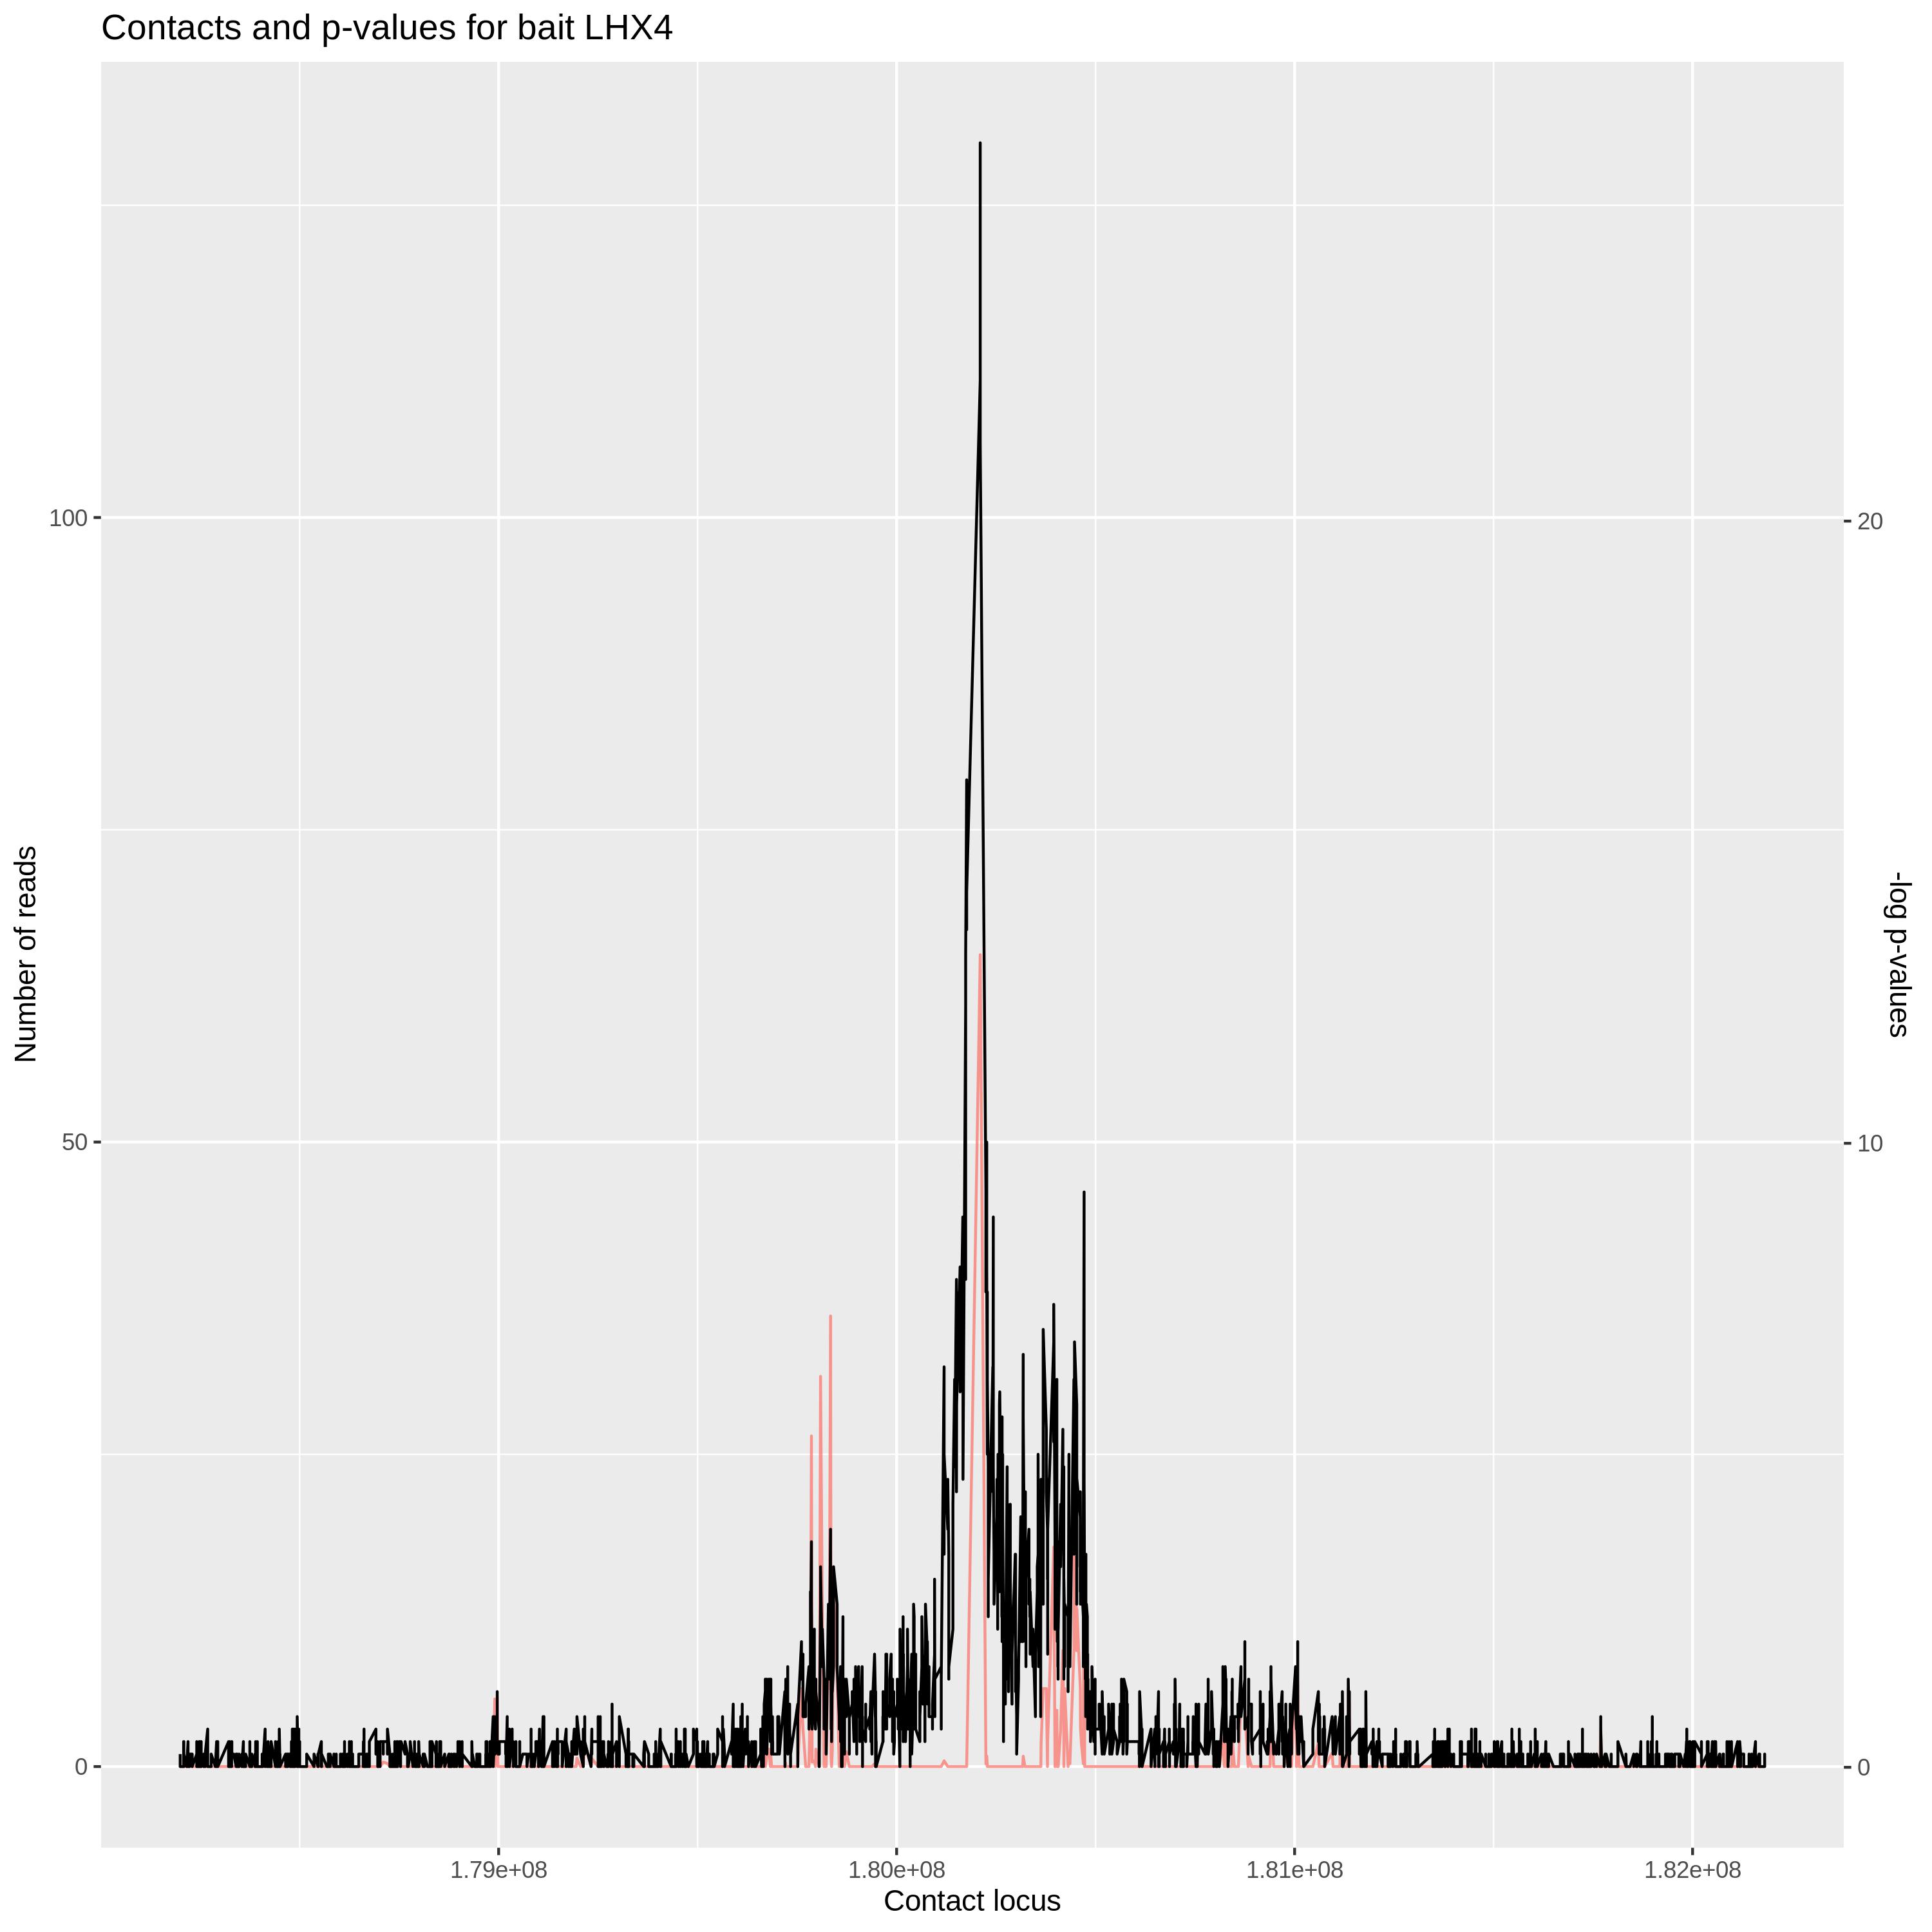 Contacts and p-values for bait LHX4
Number of reads
100
50
0
20
10
0
-log p-values
1.79e+08
1.80e+08
1.81e+08
1.82e+08
Contact locus